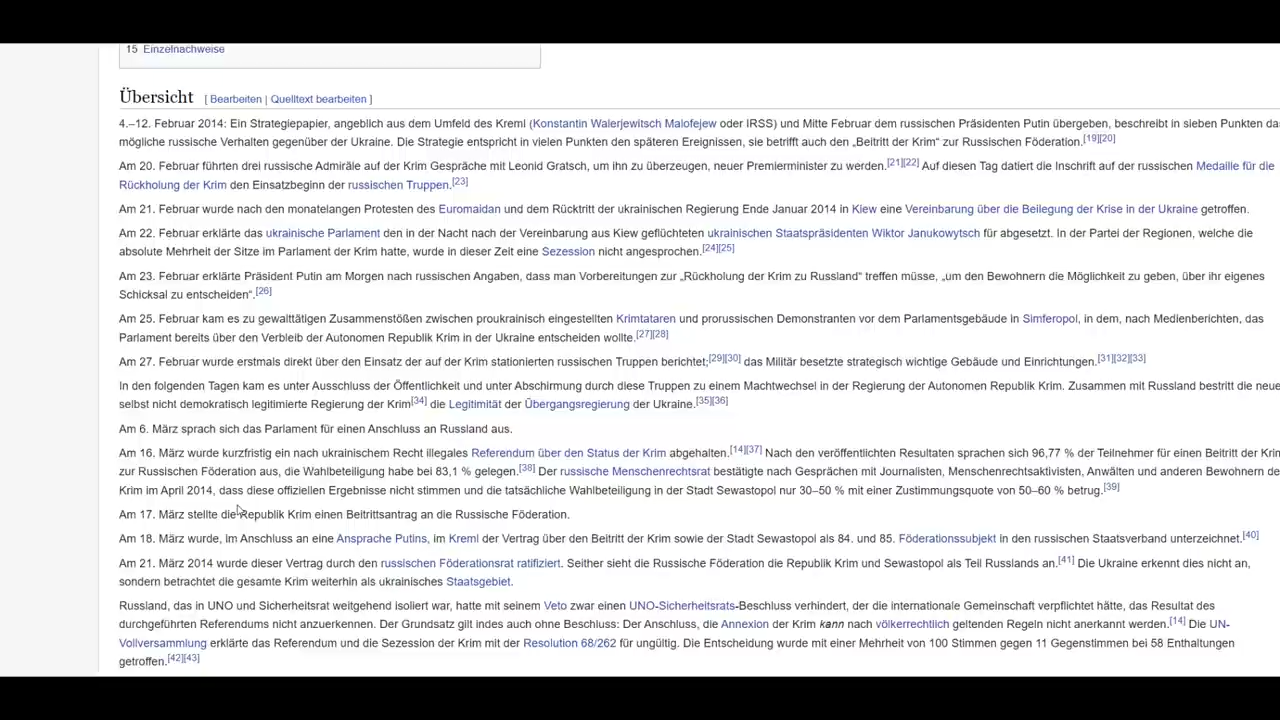 15 Einzelnachweise
Übersicht [ Bearbeiten | Quelltext bearbeiten ]
4.–12. Februar 2014: Ein Strategiepapier, angeblich aus dem Umfeld des Kreml (Konstantin Walerjewitsch Malofejew oder IRSS) und Mitte Februar dem russischen Präsidenten Putin übergeben, beschreibt in sieben Punkten da
mögliche russische Verhalten gegenüber der Ukraine. Die Strategie entspricht in vielen Punkten den späteren Ereignissen, sie betrifft auch den „Beitritt der Krim“ zur Russischen Föderation.[19][20]
Am 20. Februar führten drei russische Admiräle auf der Krim Gespräche mit Leonid Gratsch, um ihn zu überzeugen, neuer Premierminister zu werden.[21][22] Auf diesen Tag datiert die Inschrift auf der russischen Medaille für die
Rückholung der Krim den Einsatzbeginn der russischen Truppen.[23]
Am 21. Februar wurde nach den monatelangen Protesten des Euromaidan und dem Rücktritt der ukrainischen Regierung Ende Januar 2014 in Kiew eine Vereinbarung über die Beilegung der Krise in der Ukraine getroffen.
Am 22. Februar erklärte das ukrainische Parlament den in der Nacht nach der Vereinbarung aus Kiew geflüchteten ukrainischen Staatspräsidenten Wiktor Janukowytsch für abgesetzt. In der Partei der Regionen, welche die
absolute Mehrheit der Sitze im Parlament der Krim hatte, wurde in dieser Zeit eine Sezession nicht angesprochen.[24][25]
Am 23. Februar erklärte Präsident Putin am Morgen nach russischen Angaben, dass man Vorbereitungen zur „Rückholung der Krim zu Russland“ treffen müsse, „um den Bewohnern die Möglichkeit zu geben, über ihr eigenes
Schicksal zu entscheiden“.[26]
Am 25. Februar kam es zu gewalttätigen Zusammenstößen zwischen proukrainisch eingestellten Krimtataren und prorussischen Demonstranten vor dem Parlamentsgebäude in Simferopol, in dem, nach Medienberichten, das
Parlament bereits über den Verbleib der Autonomen Republik Krim in der Ukraine entscheiden wollte.[27][28]
Am 27. Februar wurde erstmals direkt über den Einsatz der auf der Krim stationierten russischen Truppen berichtet;[29][30] das Militär besetzte strategisch wichtige Gebäude und Einrichtungen.[31][32][33]
In den folgenden Tagen kam es unter Ausschluss der Öffentlichkeit und unter Abschirmung durch diese Truppen zu einem Machtwechsel in der Regierung der Autonomen Republik Krim. Zusammen mit Russland bestritt die neue
selbst nicht demokratisch legitimierte Regierung der Krim[34] die Legitimität der Übergangsregierung der Ukraine.[35][36]
Am 6. März sprach sich das Parlament für einen Anschluss an Russland aus.
Am 16. März wurde kurzfristig ein nach ukrainischem Recht illegales Referendum über den Status der Krim abgehalten.[14][37] Nach den veröffentlichten Resultaten sprachen sich 96,77 % der Teilnehmer für einen Beitritt der Krim
zur Russischen Föderation aus, die Wahlbeteiligung habe bei 83,1 % gelegen.[38] Der russische Menschenrechtsrat bestätigte nach Gesprächen mit Journalisten, Menschenrechtsaktivisten, Anwälten und anderen Bewohnern de
Krim im April 2014, dass diese offiziellen Ergebnisse nicht stimmen und die tatsächliche Wahlbeteiligung in der Stadt Sewastopol nur 30–50 % mit einer Zustimmungsquote von 50–60 % betrug.[39]
Am 17. März stellte die Republik Krim einen Beitrittsantrag an die Russische Föderation.
Am 18. März wurde, im Anschluss an eine Ansprache Putins, im Kreml der Vertrag über den Beitritt der Krim sowie der Stadt Sewastopol als 84. und 85. Föderationssubjekt in den russischen Staatsverband unterzeichnet.[40]
Am 21. März 2014 wurde dieser Vertrag durch den russischen Föderationsrat ratifiziert. Seither sieht die Russische Föderation die Republik Krim und Sewastopol als Teil Russlands an.[41] Die Ukraine erkennt dies nicht an,
sondern betrachtet die gesamte Krim weiterhin als ukrainisches Staatsgebiet.
Russland, das in UNO und Sicherheitsrat weitgehend isoliert war, hatte mit seinem Veto zwar einen UNO-Sicherheitsrats-Beschluss verhindert, der die internationale Gemeinschaft verpflichtet hätte, das Resultat des
durchgeführten Referendums nicht anzuerkennen. Der Grundsatz gilt indes auch ohne Beschluss: Der Anschluss, die Annexion der Krim kann nach völkerrechtlich geltenden Regeln nicht anerkannt werden.[14] Die UN-
Vollversammlung erklärte das Referendum und die Sezession der Krim mit der Resolution 68/262 für ungültig. Die Entscheidung wurde mit einer Mehrheit von 100 Stimmen gegen 11 Gegenstimmen bei 58 Enthaltungen
getroffen.[42][43]